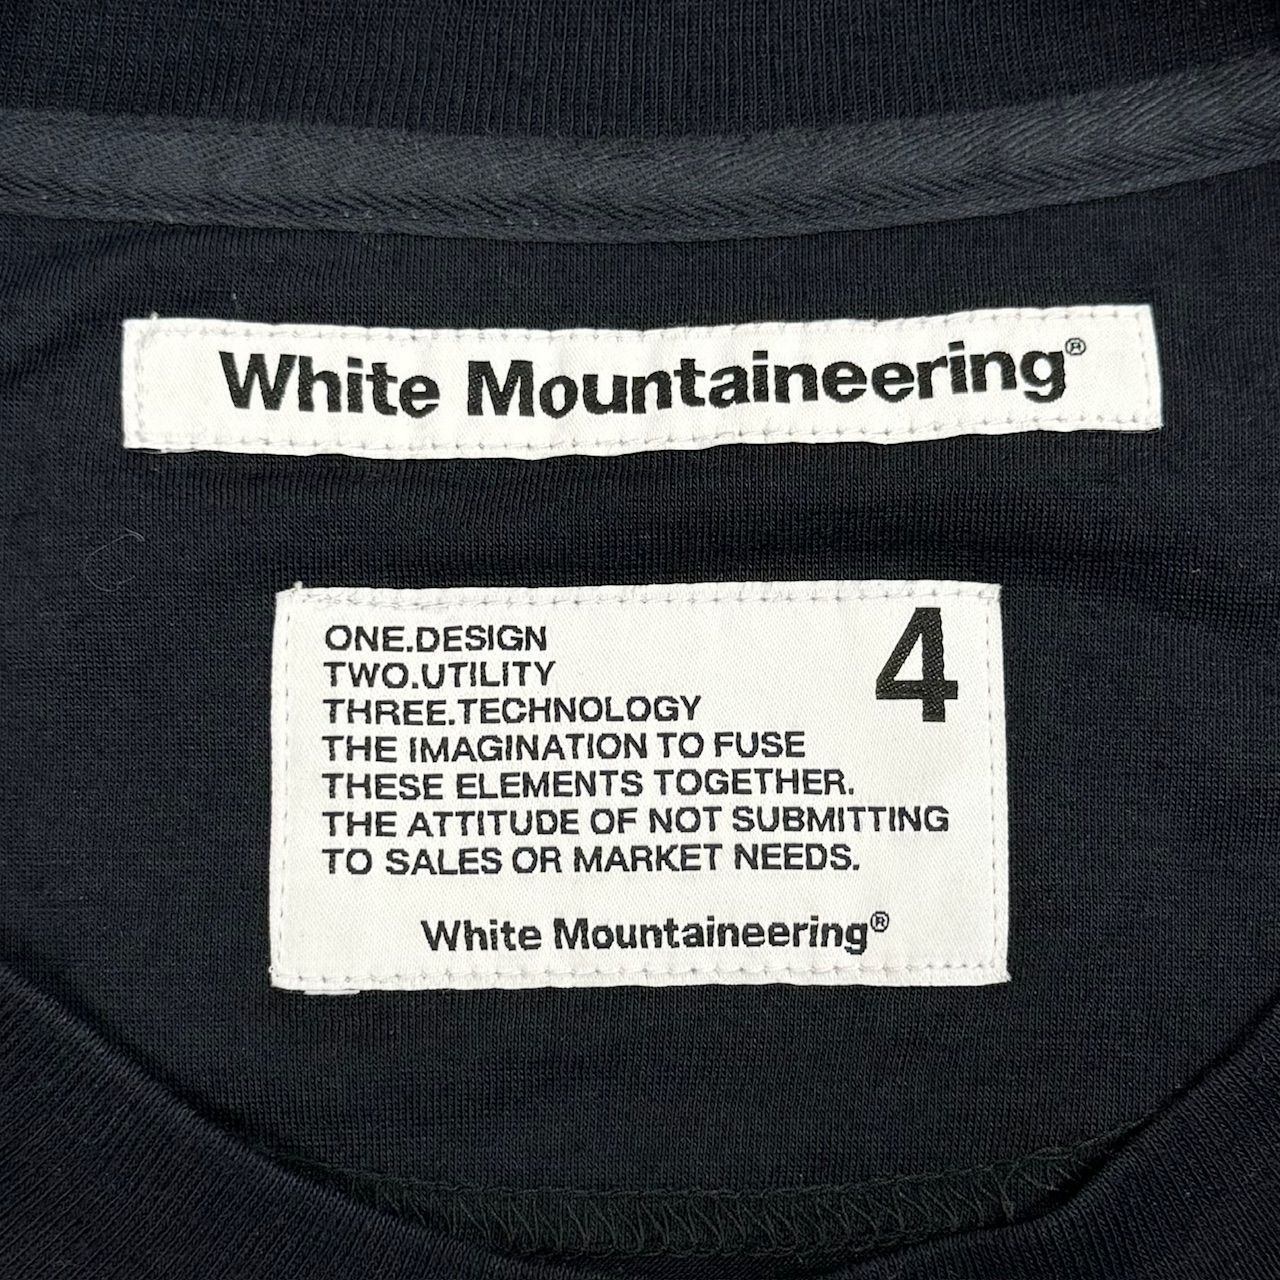 White Mountaineering®
4
ONE.DESIGN
TWO.UTILITY
THREE.TECHNOLOGY
THE IMAGINATION TO FUSE
THESE ELEMENTS TOGETHER.
THE ATTITUDE OF NOT SUBMITTING
TO SALES OR MARKET NEEDS.
White Mountaineering®